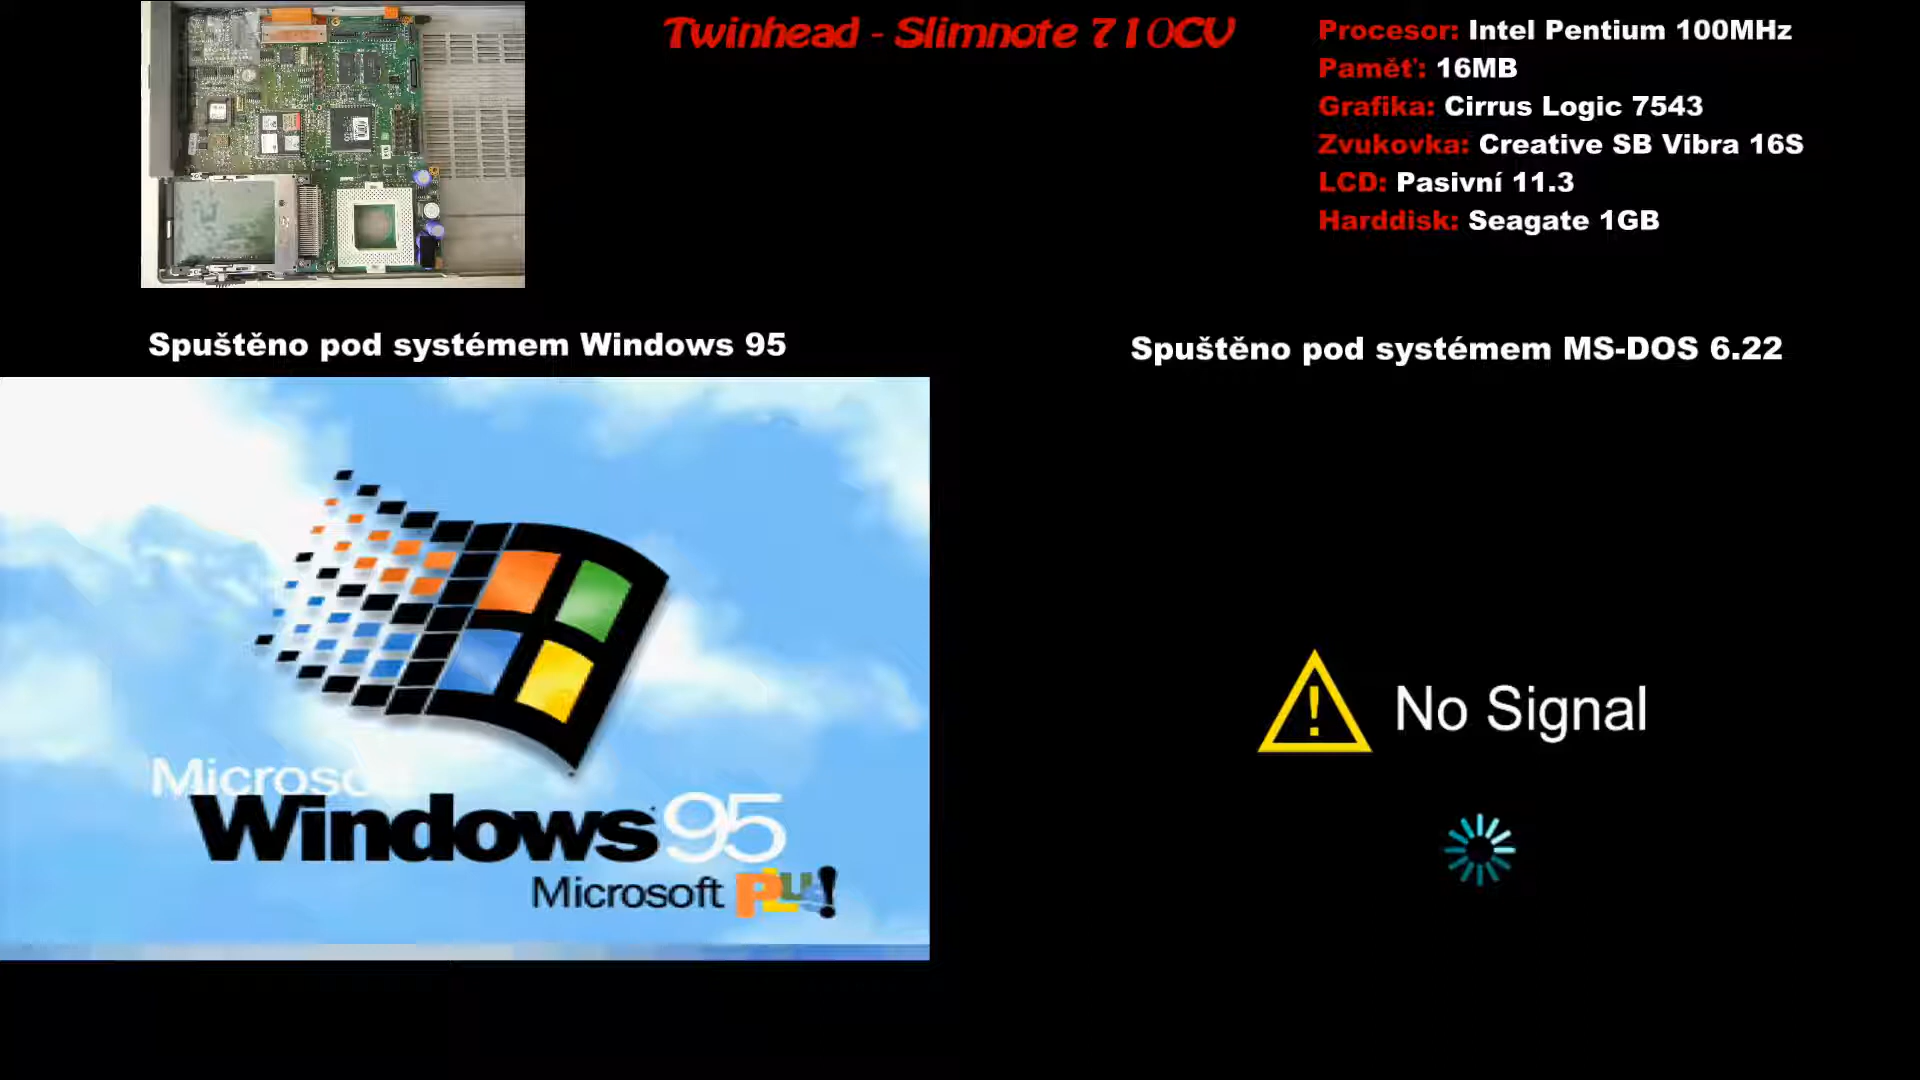 Twinhead - Slimnote 710CV
Procesor: Intel Pentium 100MHz
Paměť: 16MB
Grafika: Cirrus Logic 7543
Zvukovka: Creative SB Vibra 16S
LCD: Pasivní 11.3
Harddisk: Seagate 1GB
Spuštěno pod systémem Windows 95
Spuštěno pod systémem MS-DOS 6.22
Microsoft
Windows 95
Microsoft PLUS!
No Signal